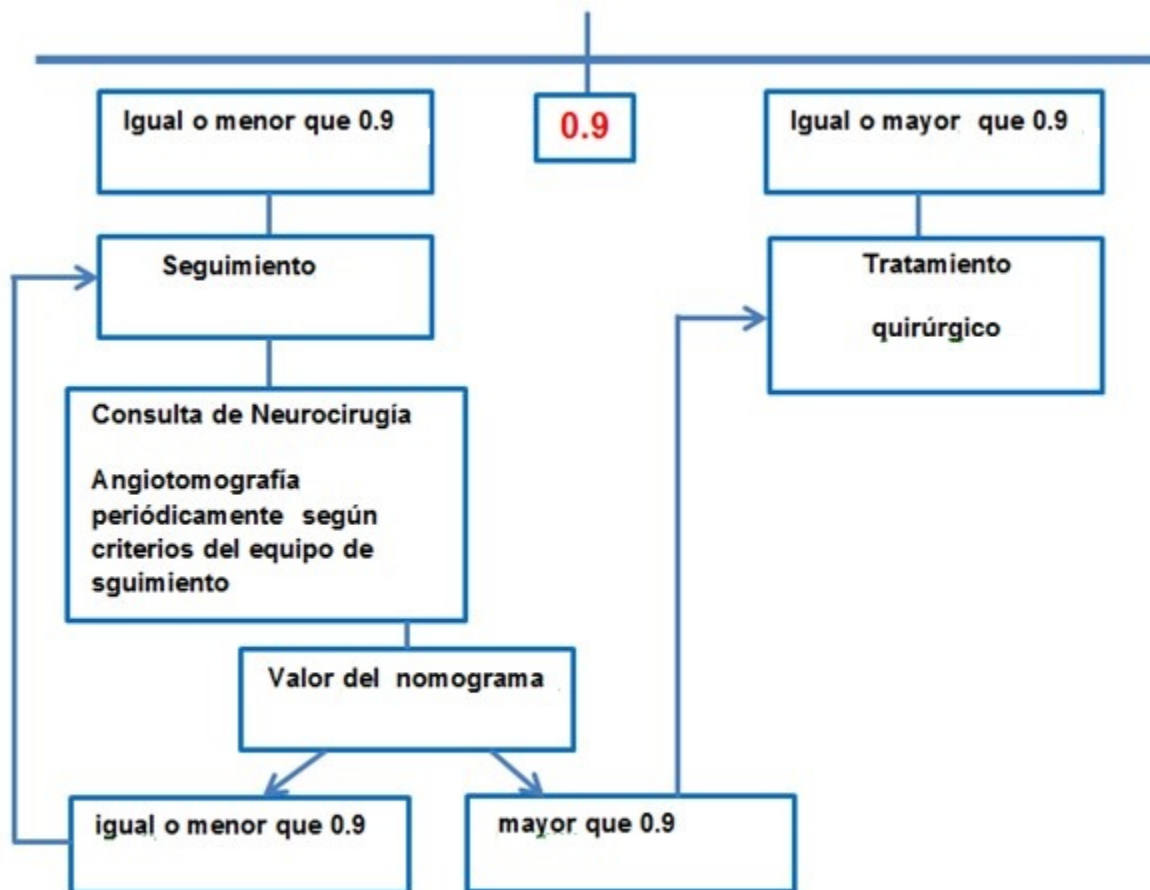 Igual o menor que 0.9
0.9
Igual o mayor que 0.9
Seguimiento
Tratamiento
quirúrgico
Consulta de Neurocirugía
Angiotomografía
periódicamente según
criterios del equipo de
sguimiento
Valor del nomograma
igual o menor que 0.9
mayor que 0.9